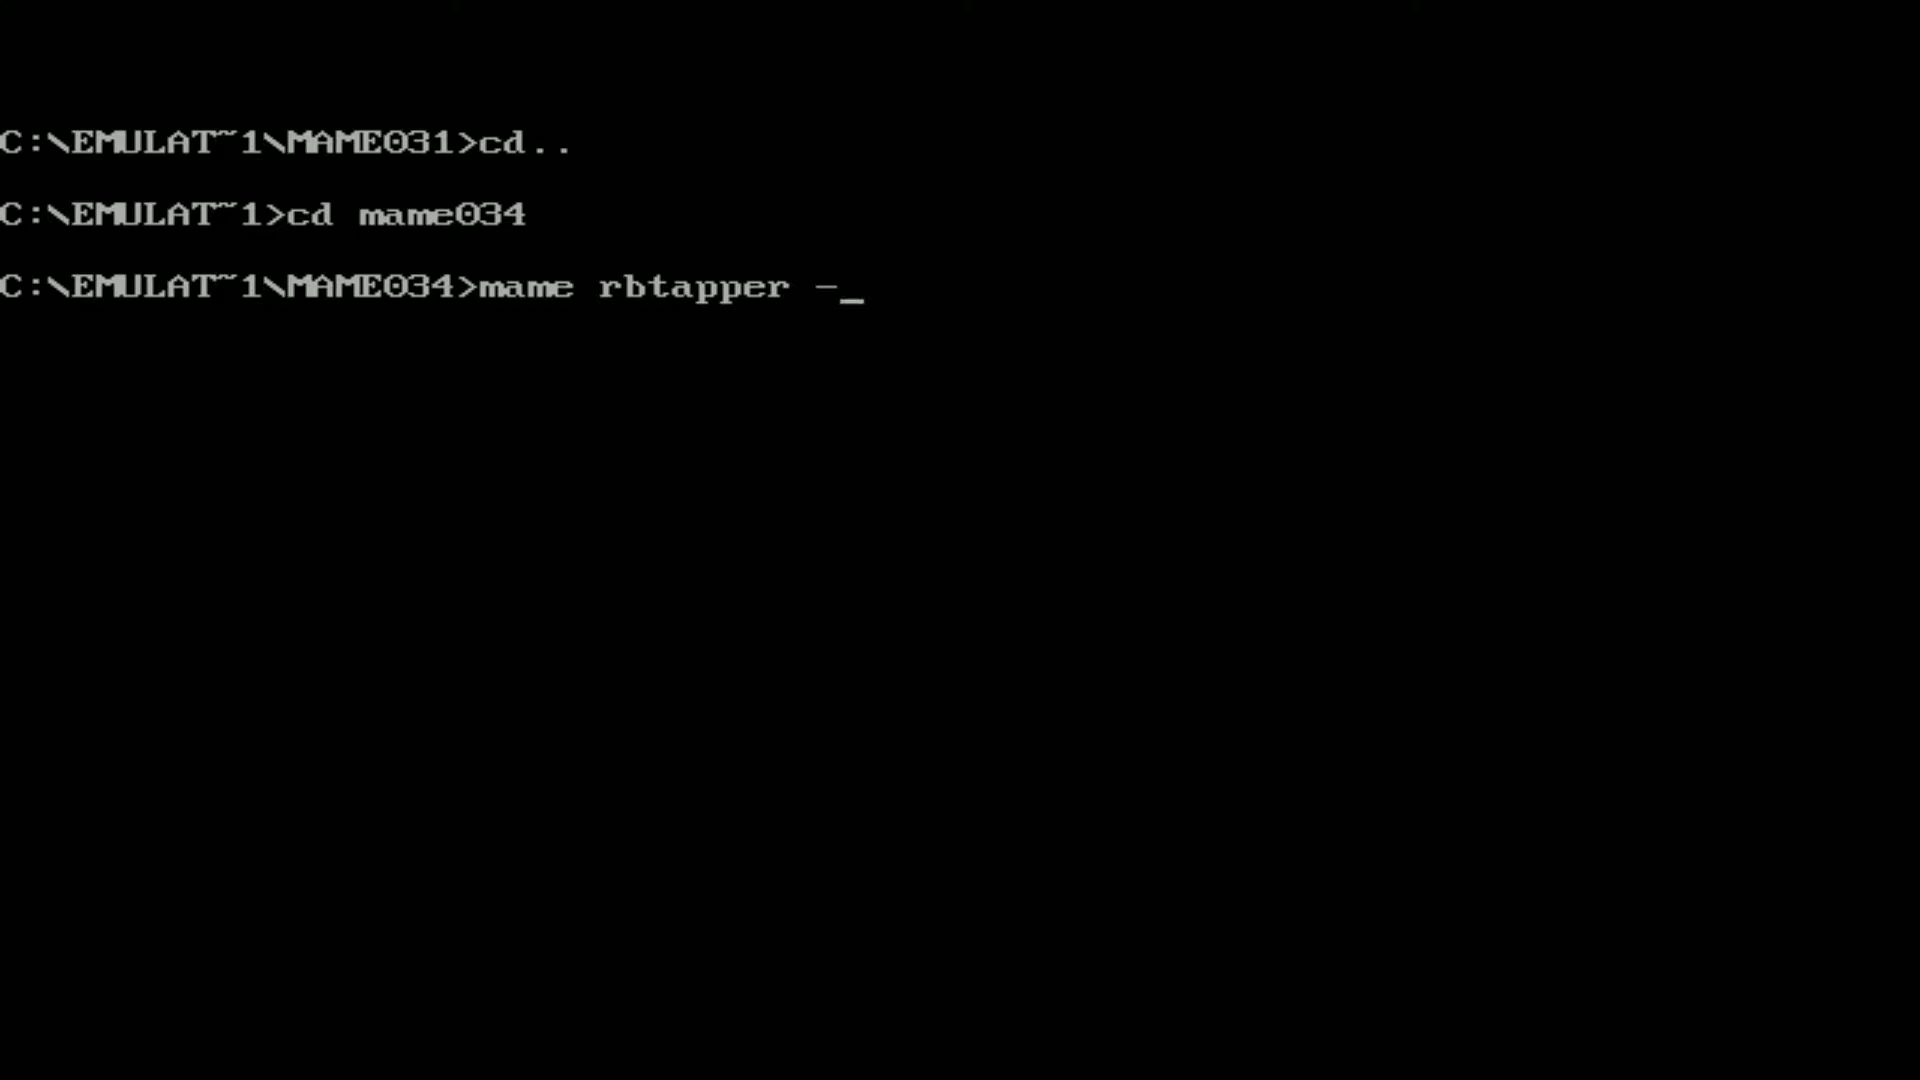 C:\EMULAT~1\MAME031>cd..
C:\EMULAT~1>cd mame034
C:\EMULAT~1\MAME034>mame rbtapper -_